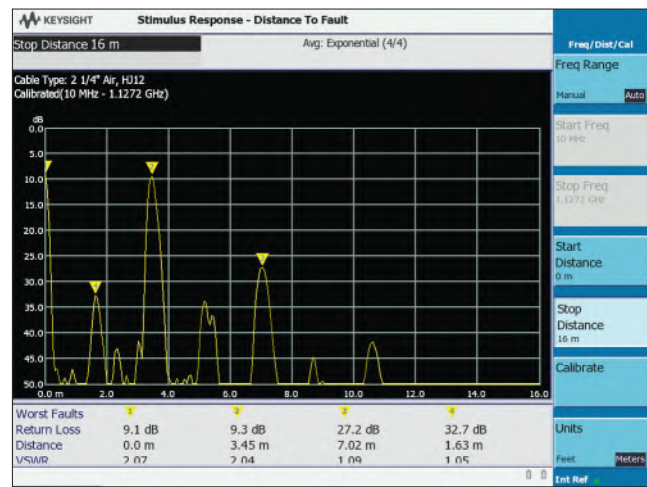 KEYSIGHT Stimulus Response - Distance To Fault
Stop Distance 16 m Avg: Exponential (4/4)
Cable Type: 2 1/4" Air, HJ12
Calibrated(10 MHz - 1.1272 GHz)
dB
0.0
5.0
10.0
15.0
20.0
25.0
30.0
35.0
40.0
45.0
50.0
1
2
3
4
0.0 m 2.0 4.0 6.0 8.0 10.0 12.0 14.0 16.0
Worst Faults 1 2 3 4
Return Loss 9.1 dB 9.3 dB 27.2 dB 32.7 dB
Distance 0.0 m 3.45 m 7.02 m 1.63 m
VSWR 2.07 2.04 1.09 1.05
Freq/Dist/Cal
Freq Range
Manual Auto
Start Freq
10 MHz
Stop Freq
1.1272 GHz
Start
Distance
0 m
Stop
Distance
16 m
Calibrate
Units
Feet Meters
Int Ref